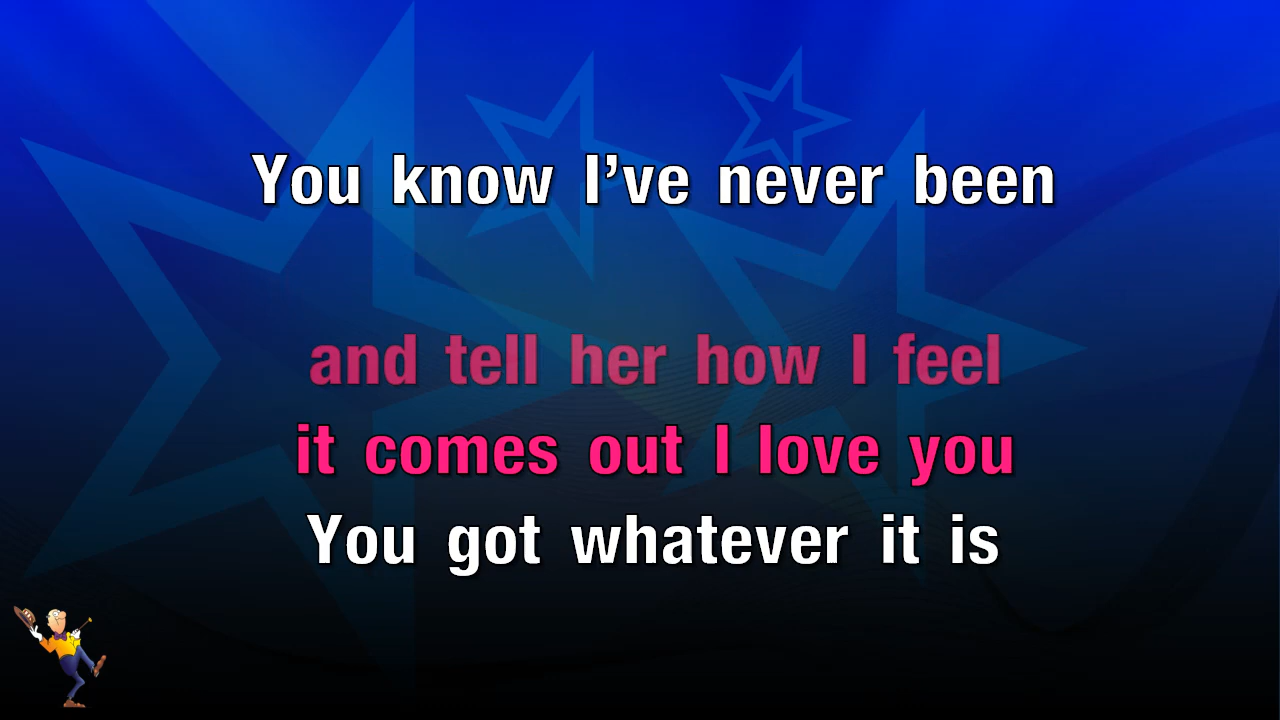 You know I’ve never been
and tell her how I feel
it comes out I love you
You got whatever it is